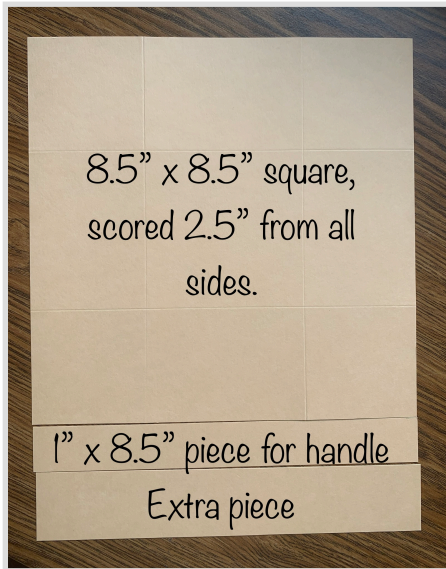 8.5” x 8.5” square,
scored 2.5” from all
sides.
1” x 8.5” piece for handle
Extra piece